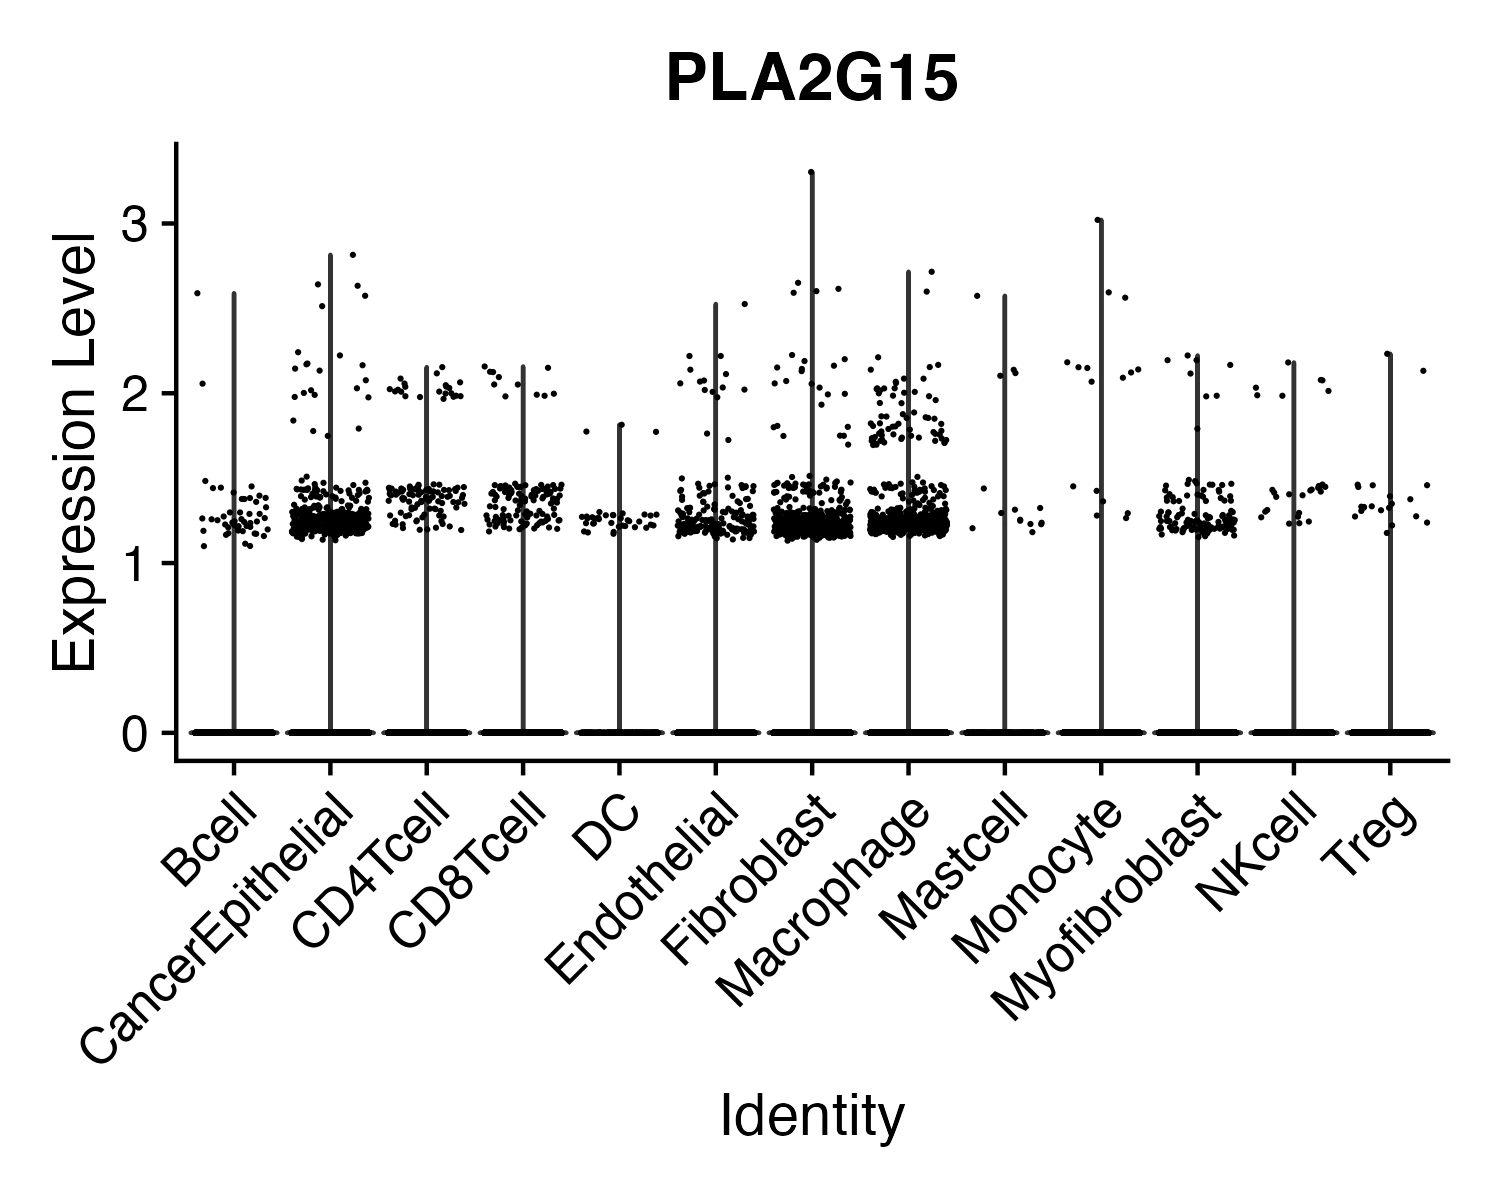 PLA2G15
Expression Level
3
2
1
0
Bcell
CancerEpithelial
CD4Tcell
CD8Tcell
DC
Endothelial
Fibroblast
Macrophage
Mastcell
Monocyte
Myofibroblast
NKcell
Treg
Identity